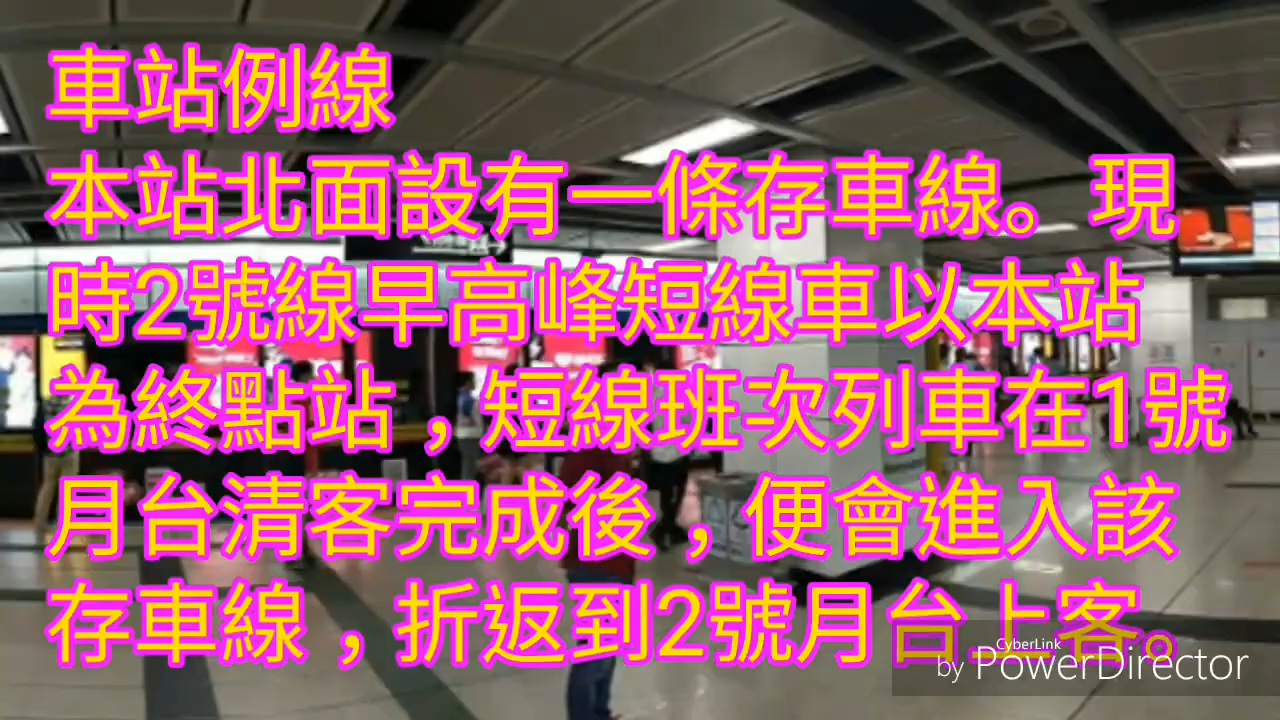 車站例線
本站北面設有一條存車線。現
時2號線早高峰短線車以本站
為終點站，短線班次列車在1號
月台清客完成後，便會進入該
存車線，折返到2號月台上客。
CyberLink
by PowerDirector